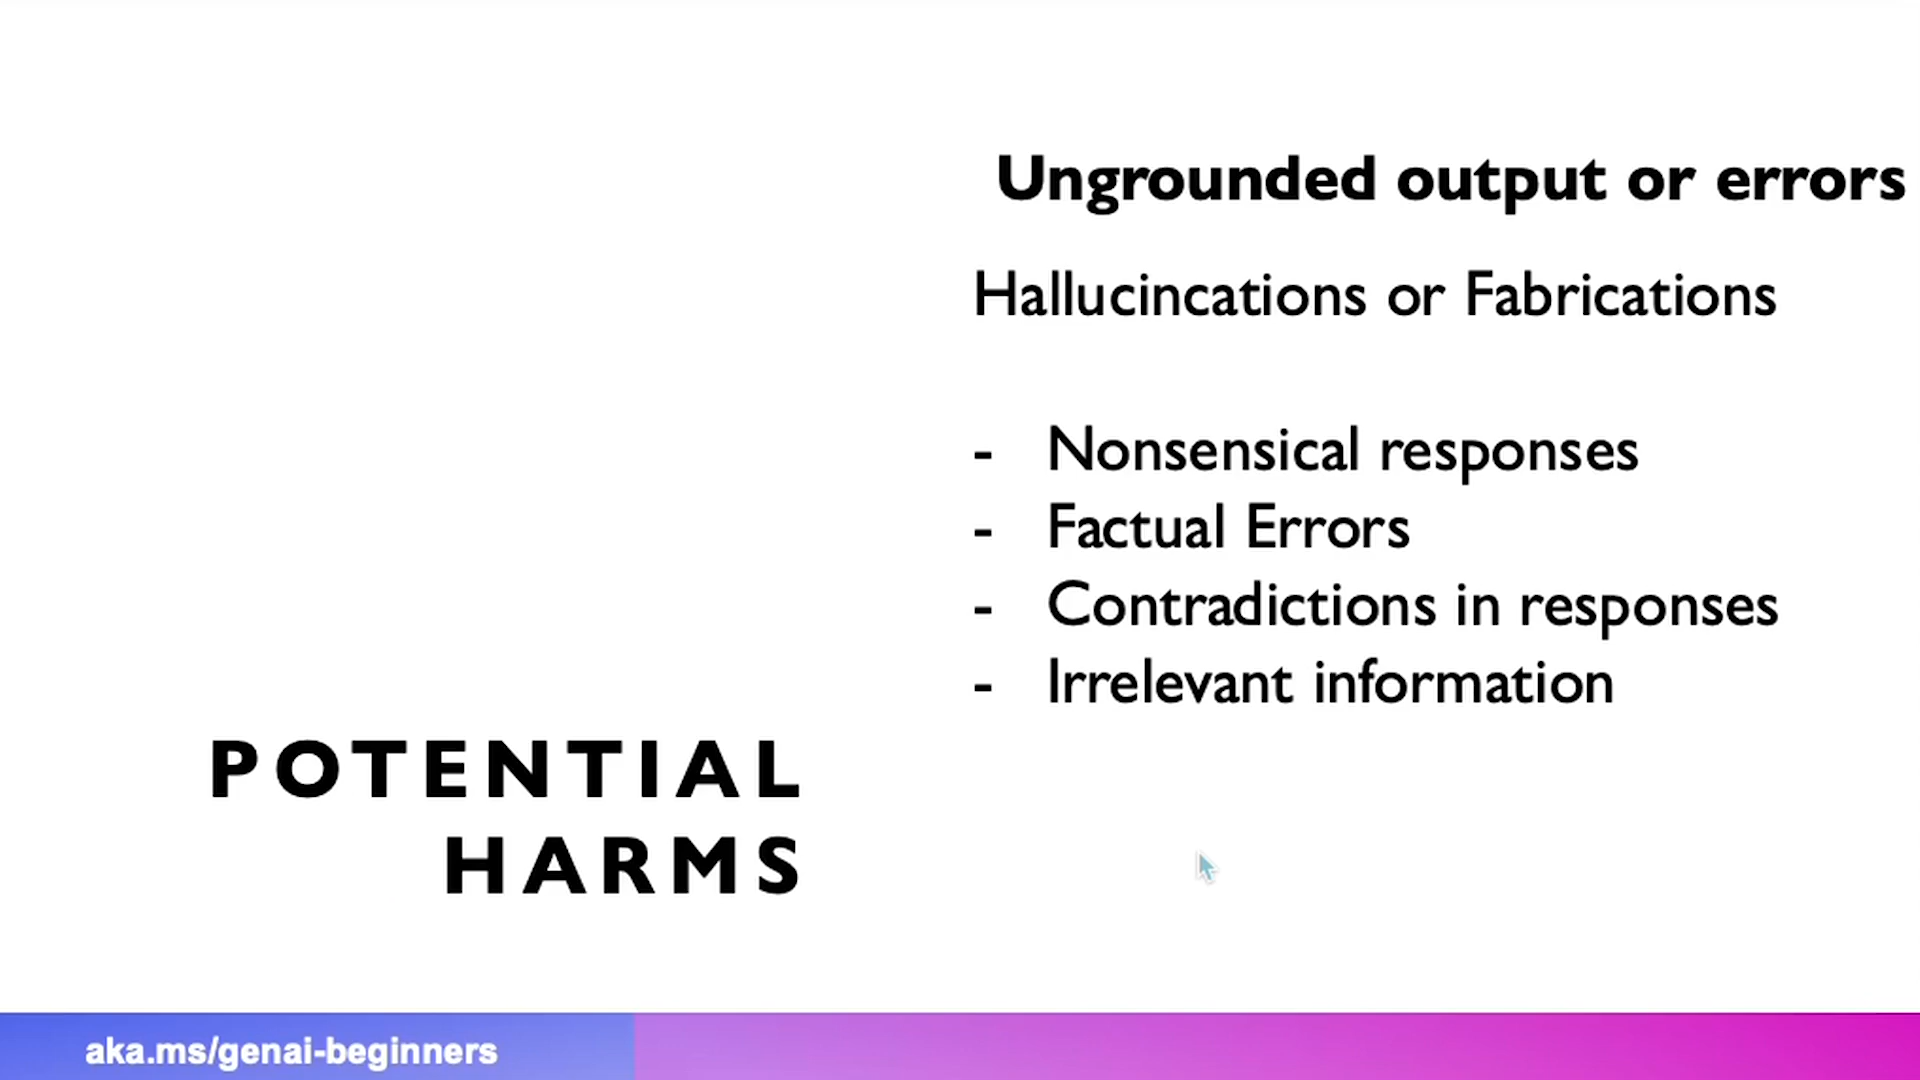 Ungrounded output or errors
Hallucincations or Fabrications
- Nonsensical responses
- Factual Errors
- Contradictions in responses
- Irrelevant information
POTENTIAL
HARMS
aka.ms/genai-beginners